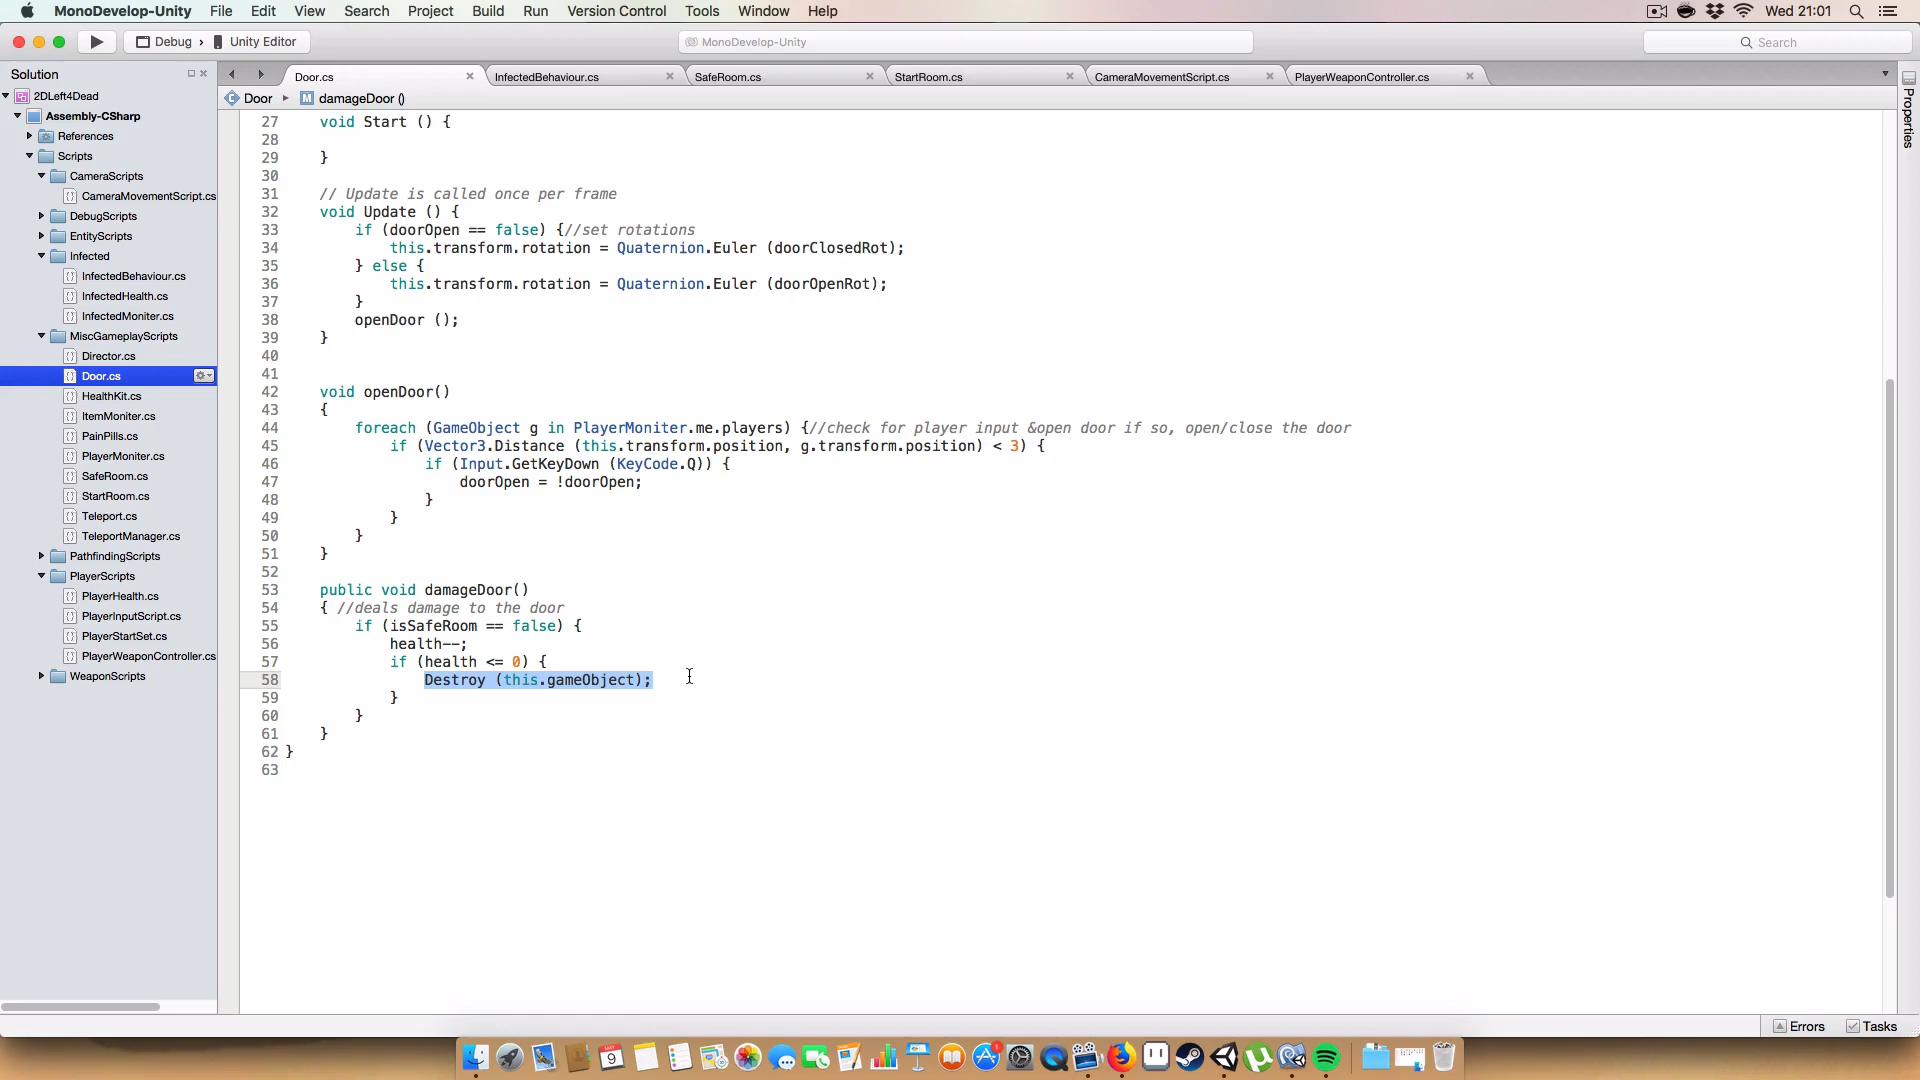 MonoDevelop-Unity File Edit View Search Project Build Run Version Control Tools Window Help Wed 21:01
Debug › Unity Editor MonoDevelop-Unity Search
Solution
2DLeft4Dead
Assembly-CSharp
References
Scripts
CameraScripts
CameraMovementScript.cs
DebugScripts
EntityScripts
Infected
InfectedBehaviour.cs
InfectedHealth.cs
InfectedMoniter.cs
MiscGameplayScripts
Director.cs
Door.cs
HealthKit.cs
ItemMoniter.cs
PainPills.cs
PlayerMoniter.cs
SafeRoom.cs
StartRoom.cs
Teleport.cs
TeleportManager.cs
PathfindingScripts
PlayerScripts
PlayerHealth.cs
PlayerInputScript.cs
PlayerStartSet.cs
PlayerWeaponController.cs
WeaponScripts
Door.cs InfectedBehaviour.cs SafeRoom.cs StartRoom.cs CameraMovementScript.cs PlayerWeaponController.cs
Door M damageDoor ()
27 void Start () {
28
29 }
30
31 // Update is called once per frame
32 void Update () {
33 if (doorOpen == false) {//set rotations
34 this.transform.rotation = Quaternion.Euler (doorClosedRot);
35 } else {
36 this.transform.rotation = Quaternion.Euler (doorOpenRot);
37 }
38 openDoor ();
39 }
40
41
42 void openDoor()
43 {
44 foreach (GameObject g in PlayerMoniter.me.players) {//check for player input &open door if so, open/close the door
45 if (Vector3.Distance (this.transform.position, g.transform.position) < 3) {
46 if (Input.GetKeyDown (KeyCode.Q)) {
47 doorOpen = !doorOpen;
48 }
49 }
50 }
51 }
52
53 public void damageDoor()
54 { //deals damage to the door
55 if (isSafeRoom == false) {
56 health--;
57 if (health <= 0) {
58 Destroy (this.gameObject);
59 }
60 }
61 }
62 }
63
Properties
Errors Tasks